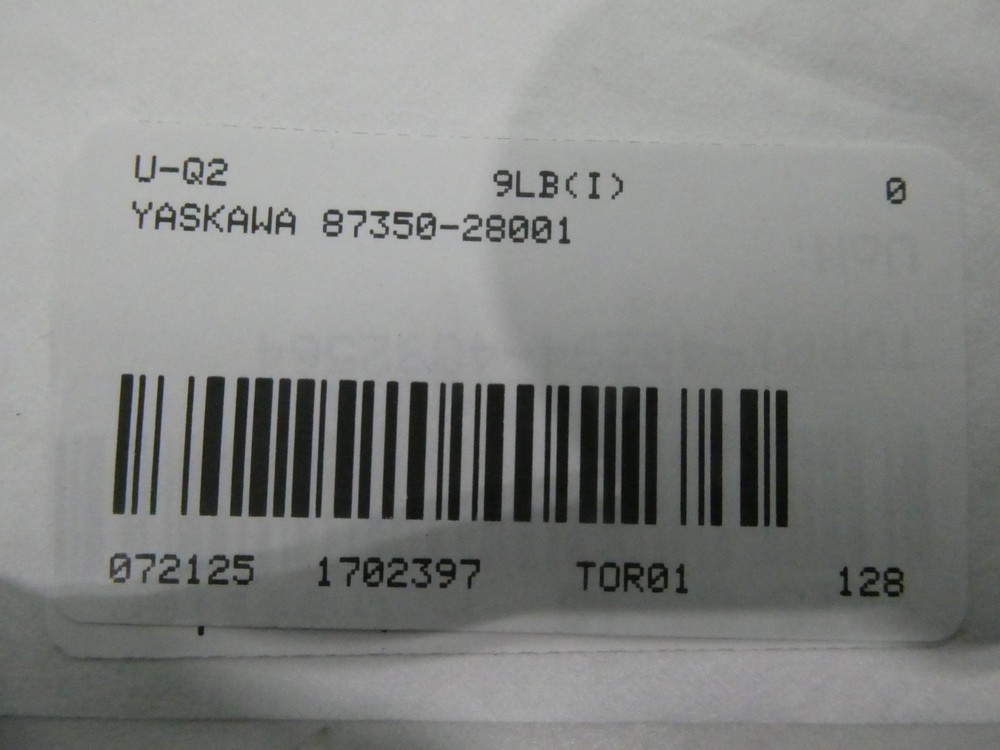 U-Q2 9LB(I) 0
YASKAWA 87350-28001
072125 1702397 TOR01 128